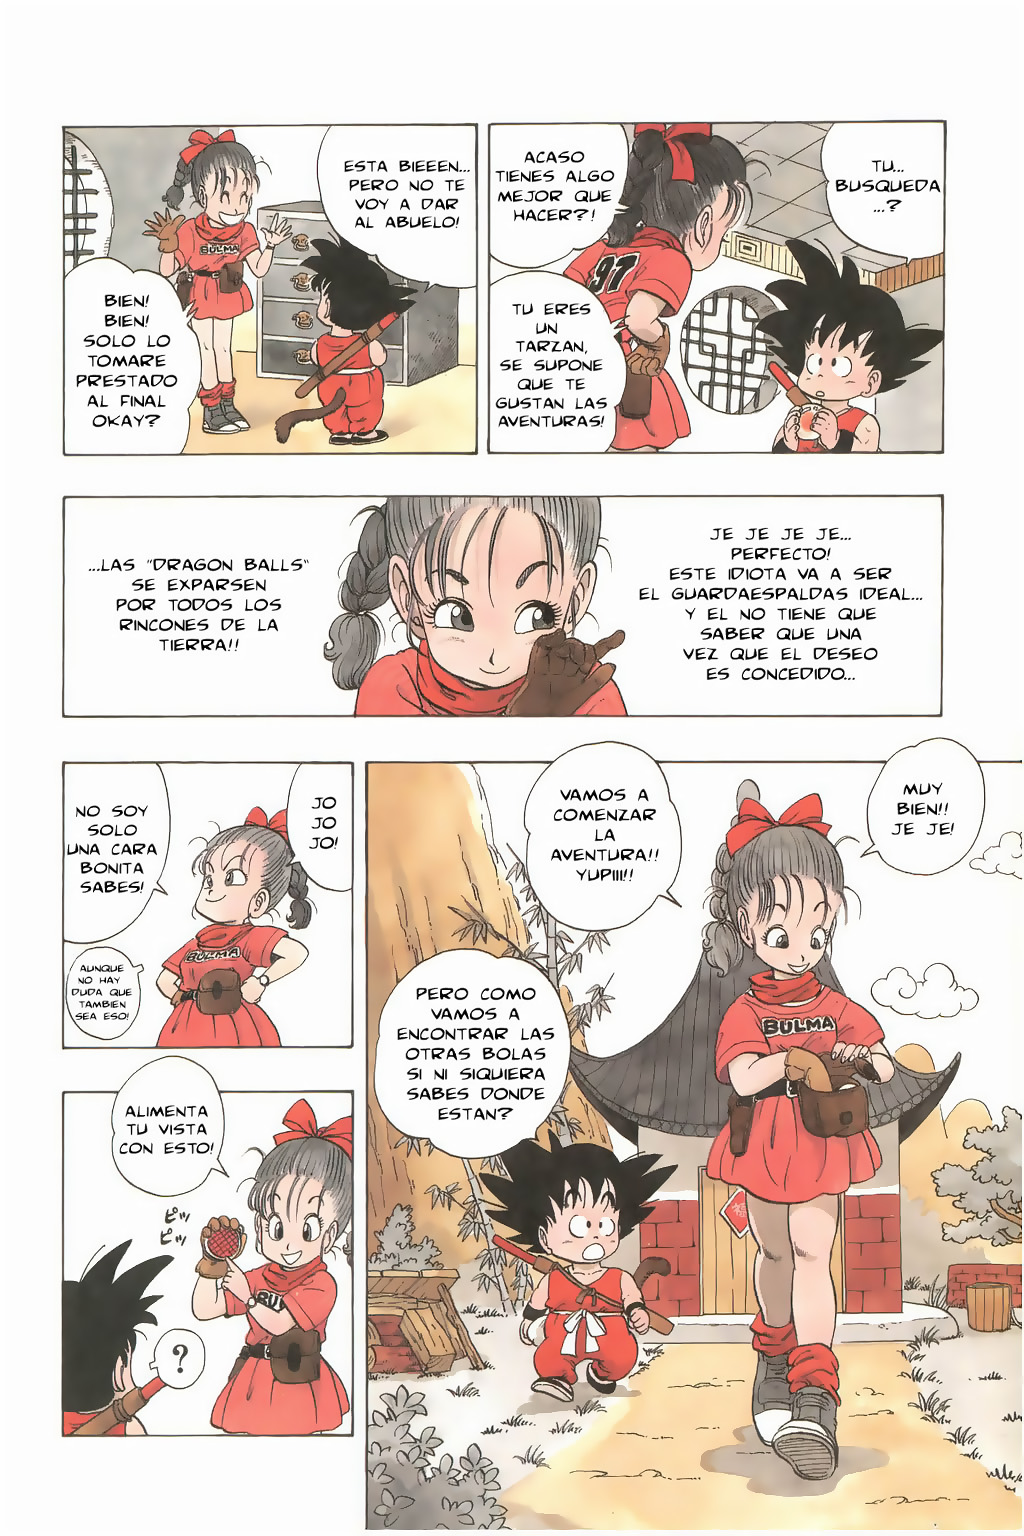 TU...
BUSQUEDA
...?
ACASO
TIENES ALGO
MEJOR QUE
HACER?!
97
TU ERES
UN
TARZAN,
SE SUPONE
QUE TE
GUSTAN LAS
AVENTURAS!
ESTA BIEEEN...
PERO NO TE
VOY A DAR
AL ABUELO!
BULMA
BIEN!
BIEN!
SOLO LO
TOMARE
PRESTADO
AL FINAL
OKAY?
JE JE JE JE...
PERFECTO!
ESTE IDIOTA VA A SER
EL GUARDAESPALDAS IDEAL...
Y EL NO TIENE QUE
SABER QUE UNA
VEZ QUE EL DESEO
ES CONCEDIDO...
...LAS "DRAGON BALLS"
SE EXPARSEN
POR TODOS LOS
RINCONES DE LA
TIERRA!!
MUY
BIEN!!
JE JE!
VAMOS A
COMENZAR
LA
AVENTURA!!
YUPIII!!
BULMA
PERO COMO
VAMOS A
ENCONTRAR LAS
OTRAS BOLAS
SI NI SIQUIERA
SABES DONDE
ESTAN?
福
JO
JO
JO!
NO SOY
SOLO
UNA CARA
BONITA
SABES!
BULMA
AUNQUE
NO HAY
DUDA QUE
TAMBIEN
SEA ESO!
ALIMENTA
TU VISTA
CON ESTO!
ピッ
ピッ
BUL
?